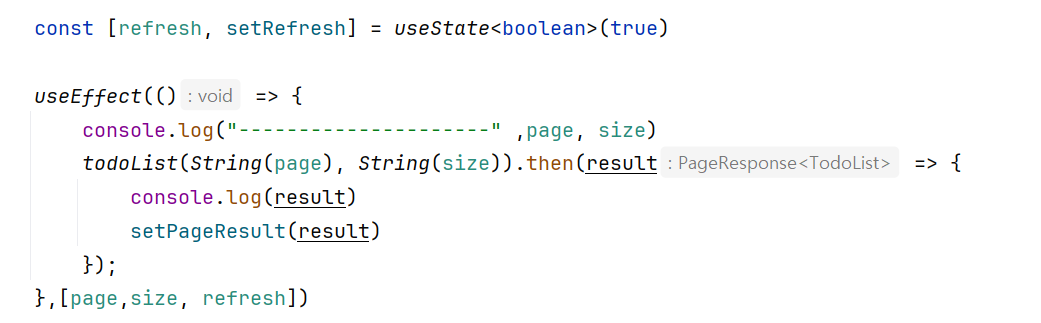 const [refresh, setRefresh] = useState<boolean>(true)
useEffect(() : void => {
console.log("---------------------" ,page, size)
todoList(String(page), String(size)).then(result : PageResponse<TodoList> => {
console.log(result)
setPageResult(result)
});
},[page,size, refresh])